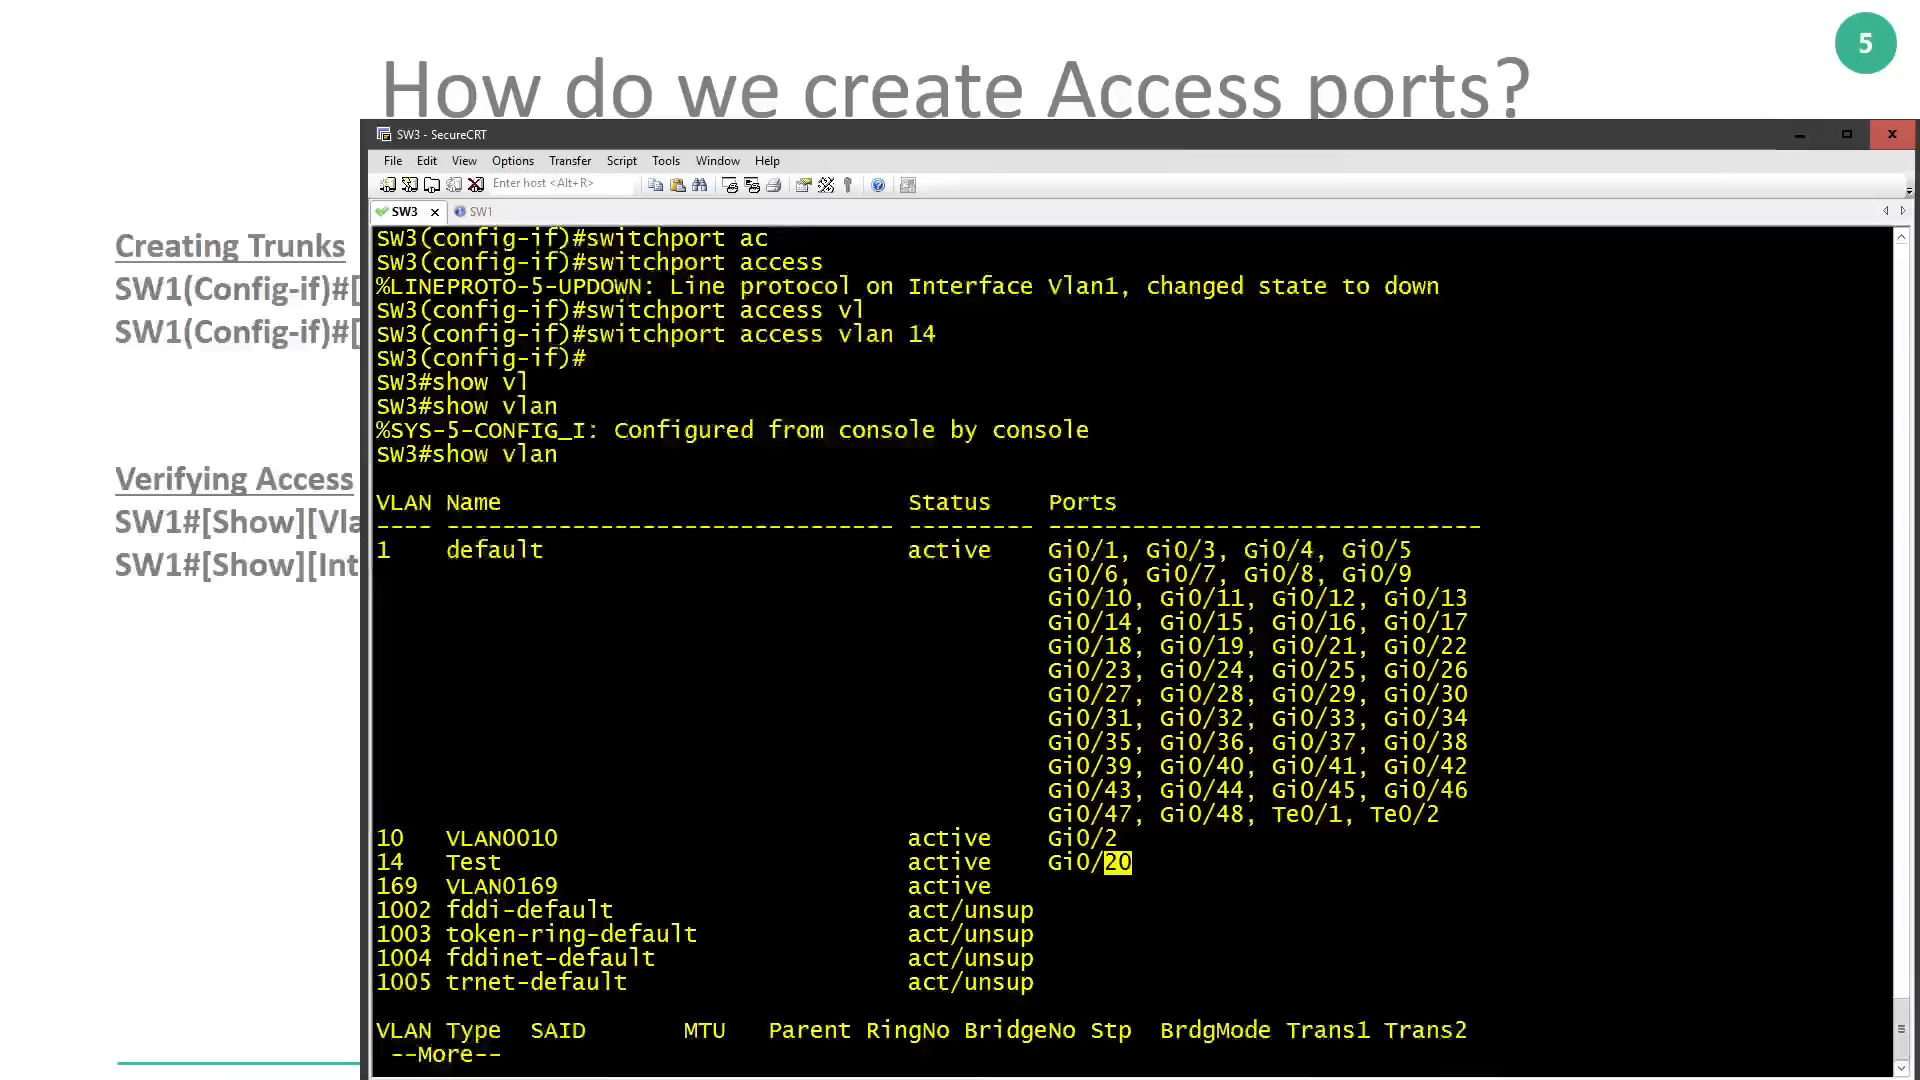 5
How do we create Access ports?
SW3 - SecureCRT
File Edit View Options Transfer Script Tools Window Help
Enter host <Alt+R>
SW3 SW1
Creating Trunks
SW1(Config-if)#[
SW1(Config-if)#[
Verifying Access
SW1#[Show][Vla
SW1#[Show][Int
SW3(config-if)#switchport ac
SW3(config-if)#switchport access
%LINEPROTO-5-UPDOWN: Line protocol on Interface Vlan1, changed state to down
SW3(config-if)#switchport access vl
SW3(config-if)#switchport access vlan 14
SW3(config-if)#
SW3#show vl
SW3#show vlan
%SYS-5-CONFIG_I: Configured from console by console
SW3#show vlan
VLAN Name Status Ports
---- -------------------------------- --------- -------------------------------
1 default active Gi0/1, Gi0/3, Gi0/4, Gi0/5
Gi0/6, Gi0/7, Gi0/8, Gi0/9
Gi0/10, Gi0/11, Gi0/12, Gi0/13
Gi0/14, Gi0/15, Gi0/16, Gi0/17
Gi0/18, Gi0/19, Gi0/21, Gi0/22
Gi0/23, Gi0/24, Gi0/25, Gi0/26
Gi0/27, Gi0/28, Gi0/29, Gi0/30
Gi0/31, Gi0/32, Gi0/33, Gi0/34
Gi0/35, Gi0/36, Gi0/37, Gi0/38
Gi0/39, Gi0/40, Gi0/41, Gi0/42
Gi0/43, Gi0/44, Gi0/45, Gi0/46
Gi0/47, Gi0/48, Te0/1, Te0/2
10 VLAN0010 active Gi0/2
14 Test active Gi0/20
169 VLAN0169 active
1002 fddi-default act/unsup
1003 token-ring-default act/unsup
1004 fddinet-default act/unsup
1005 trnet-default act/unsup
VLAN Type SAID MTU Parent RingNo BridgeNo Stp BrdgMode Trans1 Trans2
--More--